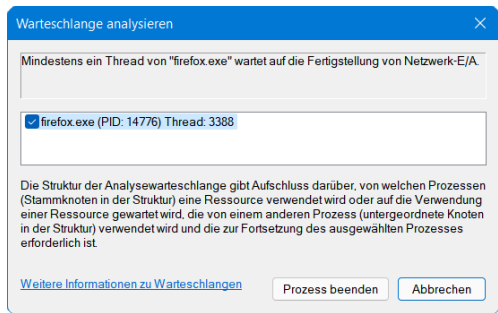 Warteschlange analysieren
Mindestens ein Thread von "firefox.exe" wartet auf die Fertigstellung von Netzwerk-E/A.
firefox.exe (PID: 14776) Thread: 3388
Die Struktur der Analysewarteschlange gibt Aufschluss darüber, von welchen Prozessen
(Stammknoten in der Struktur) eine Ressource verwendet wird oder auf die Verwendung
einer Ressource gewartet wird, die von einem anderen Prozess (untergeordnete Knoten
in der Struktur) verwendet wird und die zur Fortsetzung des ausgewählten Prozesses
erforderlich ist.
Weitere Informationen zu Warteschlangen
Prozess beenden
Abbrechen